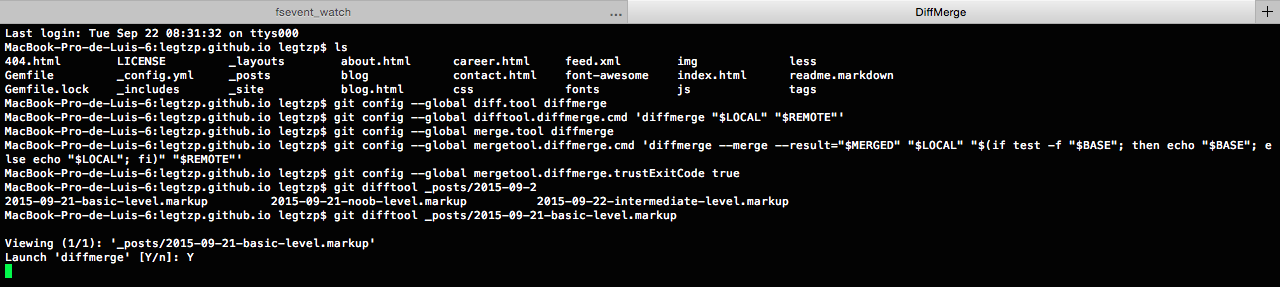 fsevent_watch ... DiffMerge +
Last login: Tue Sep 22 08:31:32 on ttys000
MacBook-Pro-de-Luis-6:legtzp.github.io legtzp$ ls
404.html LICENSE _layouts about.html career.html feed.xml img less
Gemfile _config.yml _posts blog contact.html font-awesome index.html readme.markdown
Gemfile.lock _includes _site blog.html css fonts js tags
MacBook-Pro-de-Luis-6:legtzp.github.io legtzp$ git config --global diff.tool diffmerge
MacBook-Pro-de-Luis-6:legtzp.github.io legtzp$ git config --global difftool.diffmerge.cmd 'diffmerge "$LOCAL" "$REMOTE"'
MacBook-Pro-de-Luis-6:legtzp.github.io legtzp$ git config --global merge.tool diffmerge
MacBook-Pro-de-Luis-6:legtzp.github.io legtzp$ git config --global mergetool.diffmerge.cmd 'diffmerge --merge --result="$MERGED" "$LOCAL" "$(if test -f "$BASE"; then echo "$BASE"; e
lse echo "$LOCAL"; fi)" "$REMOTE"'
MacBook-Pro-de-Luis-6:legtzp.github.io legtzp$ git config --global mergetool.diffmerge.trustExitCode true
MacBook-Pro-de-Luis-6:legtzp.github.io legtzp$ git difftool _posts/2015-09-2
2015-09-21-basic-level.markup 2015-09-21-noob-level.markup 2015-09-22-intermediate-level.markup
MacBook-Pro-de-Luis-6:legtzp.github.io legtzp$ git difftool _posts/2015-09-21-basic-level.markup
Viewing (1/1): '_posts/2015-09-21-basic-level.markup'
Launch 'diffmerge' [Y/n]: Y